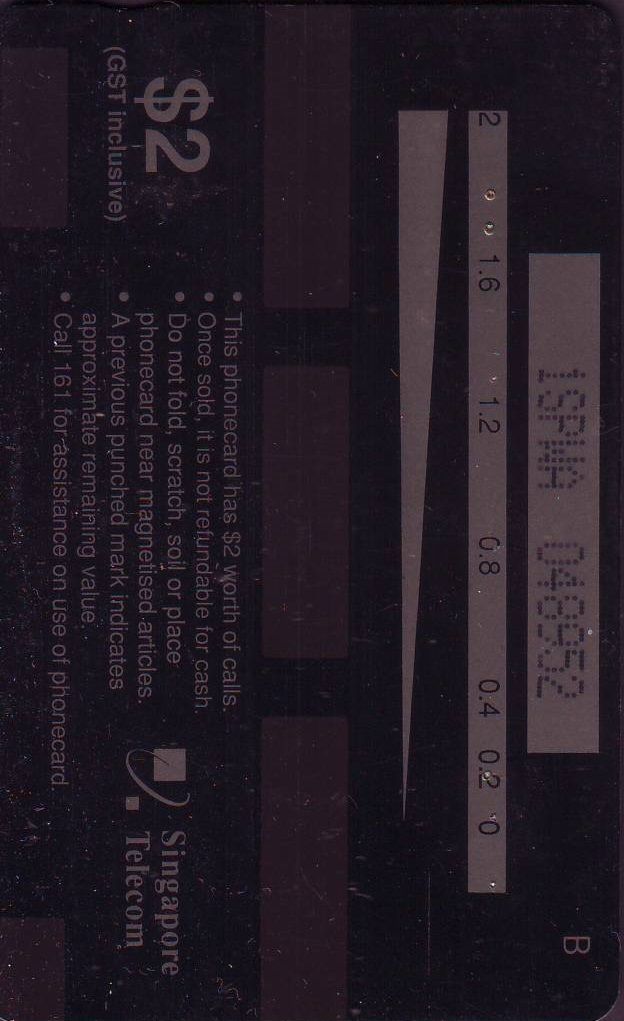 B
1SPWA 048952
2 1.6 1.2 0.8 0.4 0.2 0
$2
(GST inclusive)
• This phonecard has $2 worth of calls.
• Once sold, it is not refundable for cash.
• Do not fold, scratch, soil or place
phonecard near magnetised articles.
• A previous punched mark indicates
approximate remaining value.
• Call 161 for assistance on use of phonecard.
Singapore
Telecom